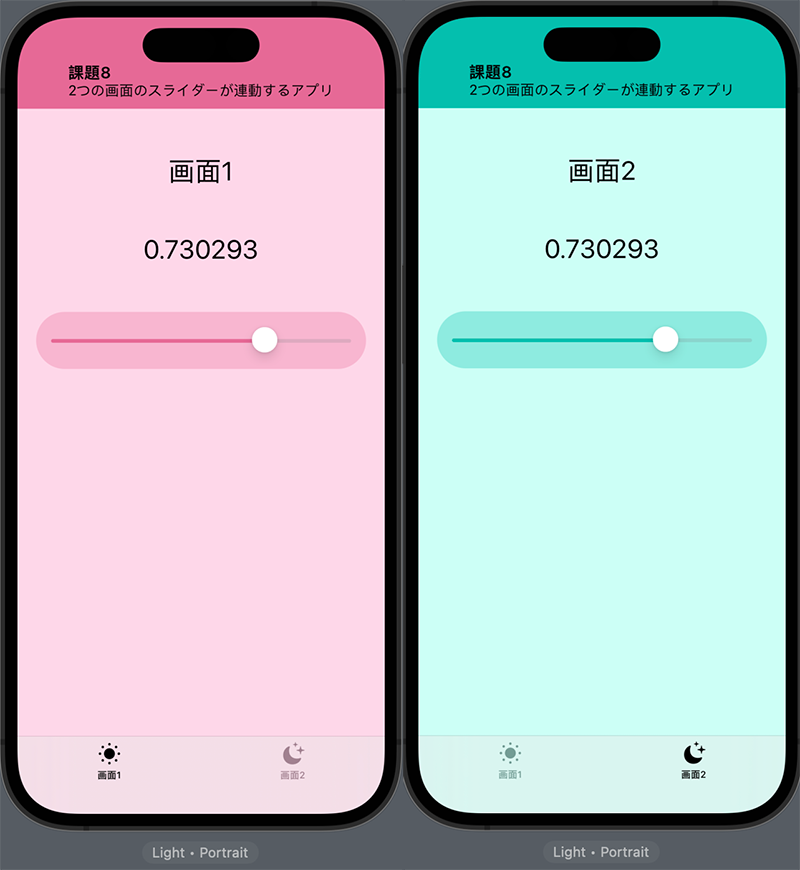 課題8
2つの画面のスライダーが連動するアプリ
画面1
0.730293
画面1
画面2
Light • Portrait
課題8
2つの画面のスライダーが連動するアプリ
画面2
0.730293
画面1
画面2
Light • Portrait